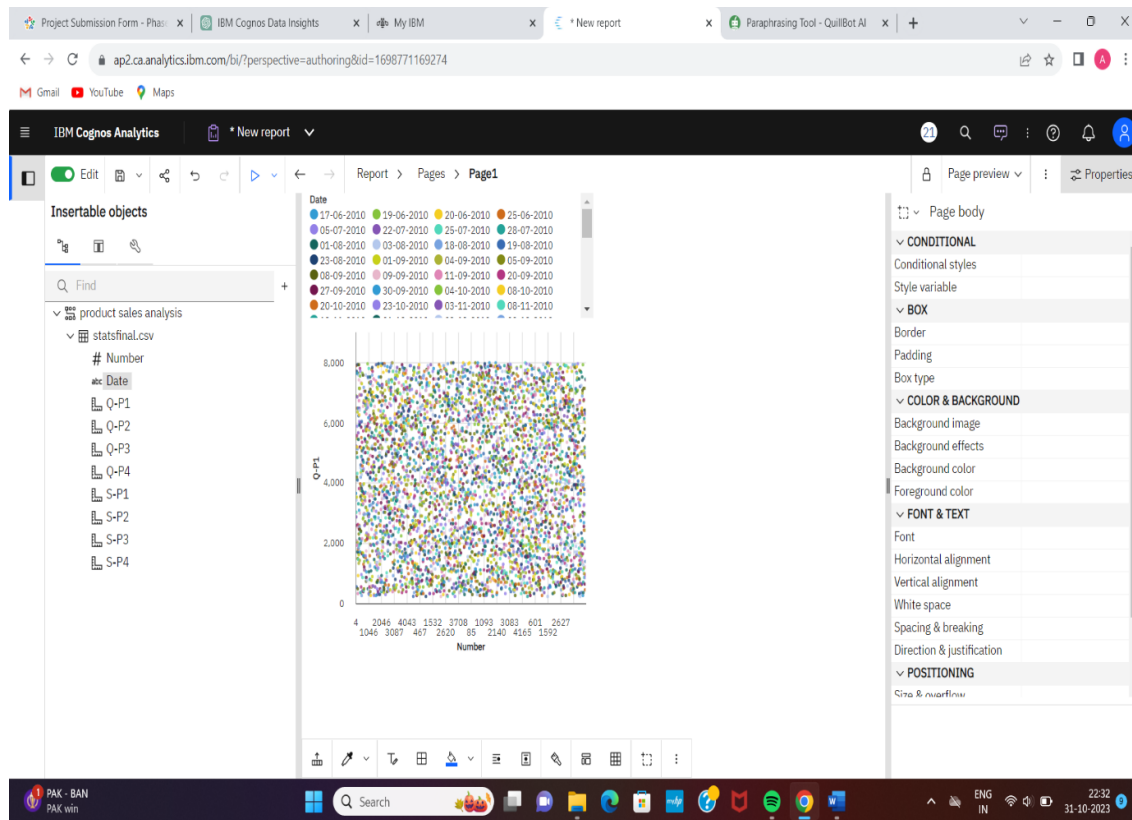 Project Submission Form - Phas
IBM Cognos Data Insights
My IBM
* New report
Paraphrasing Tool - QuillBot AI
ap2.ca.analytics.ibm.com/bi/?perspective=authoring&id=1698771169274
Gmail YouTube Maps
IBM Cognos Analytics * New report 21
Edit Report > Pages > Page1 Page preview Properties
Insertable objects
Find
product sales analysis
statsfinal.csv
# Number
abc Date
Q-P1
Q-P2
Q-P3
Q-P4
S-P1
S-P2
S-P3
S-P4
Date
17-06-2010 19-06-2010 20-06-2010 25-06-2010
05-07-2010 22-07-2010 25-07-2010 28-07-2010
01-08-2010 03-08-2010 18-08-2010 19-08-2010
23-08-2010 01-09-2010 04-09-2010 05-09-2010
08-09-2010 09-09-2010 11-09-2010 20-09-2010
27-09-2010 30-09-2010 04-10-2010 08-10-2010
20-10-2010 23-10-2010 03-11-2010 08-11-2010
Q-P1
8,000
6,000
4,000
2,000
0
4 2046 4043 1532 3708 1093 3083 601 2627
1046 3087 467 2620 85 2140 4165 1592
Number
Page body
CONDITIONAL
Conditional styles
Style variable
BOX
Border
Padding
Box type
COLOR & BACKGROUND
Background image
Background effects
Background color
Foreground color
FONT & TEXT
Font
Horizontal alignment
Vertical alignment
White space
Spacing & breaking
Direction & justification
POSITIONING
Size & overflow
1 PAK - BAN
PAK win
Search
ENG
IN
22:32
31-10-2023
9